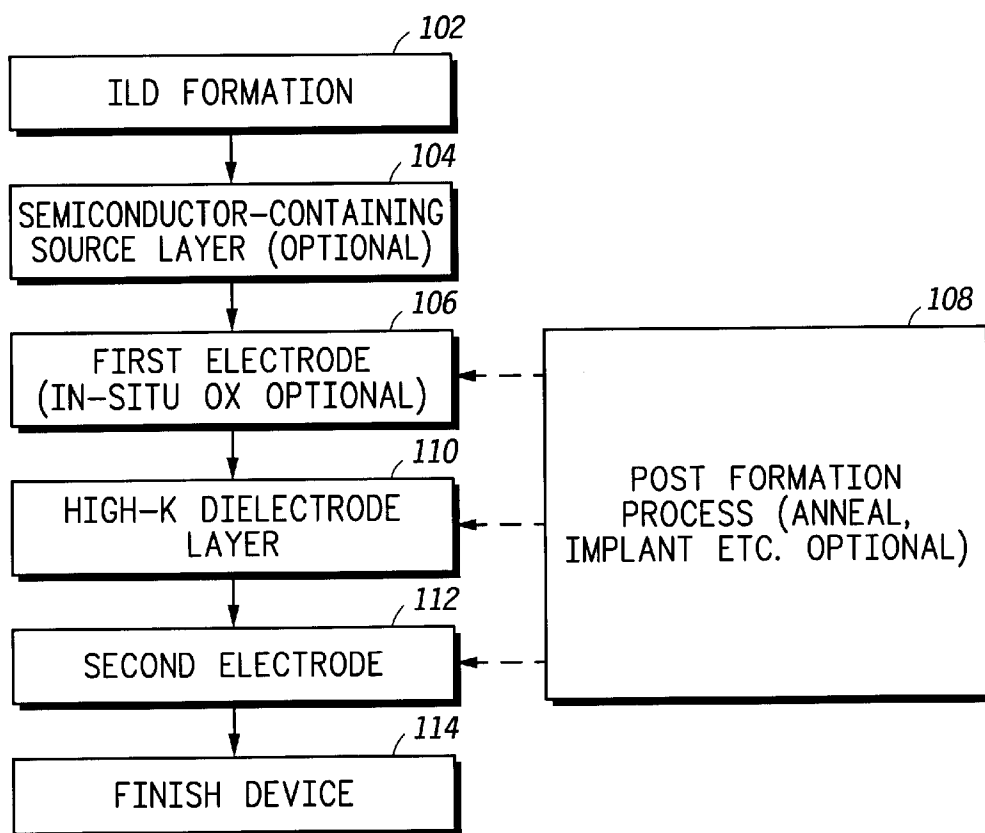 102
ILD FORMATION
104
SEMICONDUCTOR-CONTAINING
SOURCE LAYER (OPTIONAL)
106
FIRST ELECTRODE
(IN-SITU OX OPTIONAL)
108
POST FORMATION
PROCESS (ANNEAL,
IMPLANT ETC. OPTIONAL)
110
HIGH-K DIELECTRODE
LAYER
112
SECOND ELECTRODE
114
FINISH DEVICE